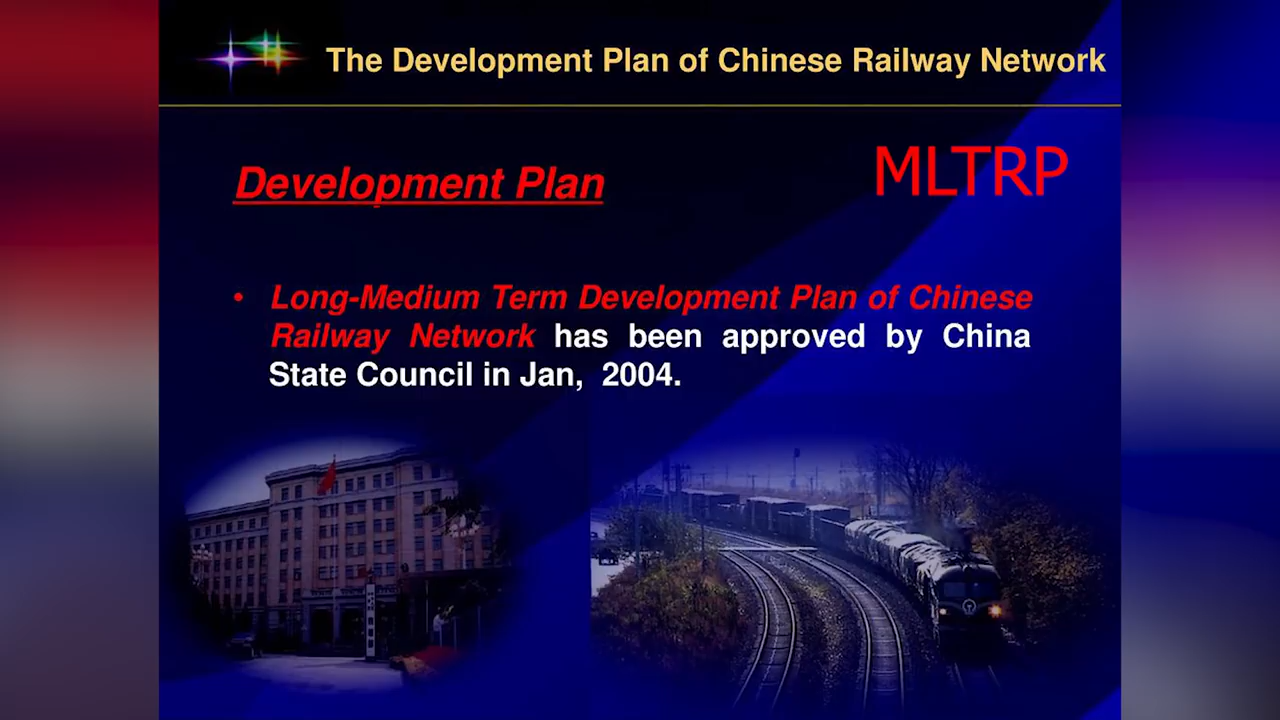 The Development Plan of Chinese Railway Network
Development Plan
MLTRP
• Long-Medium Term Development Plan of Chinese
Railway Network has been approved by China
State Council in Jan, 2004.